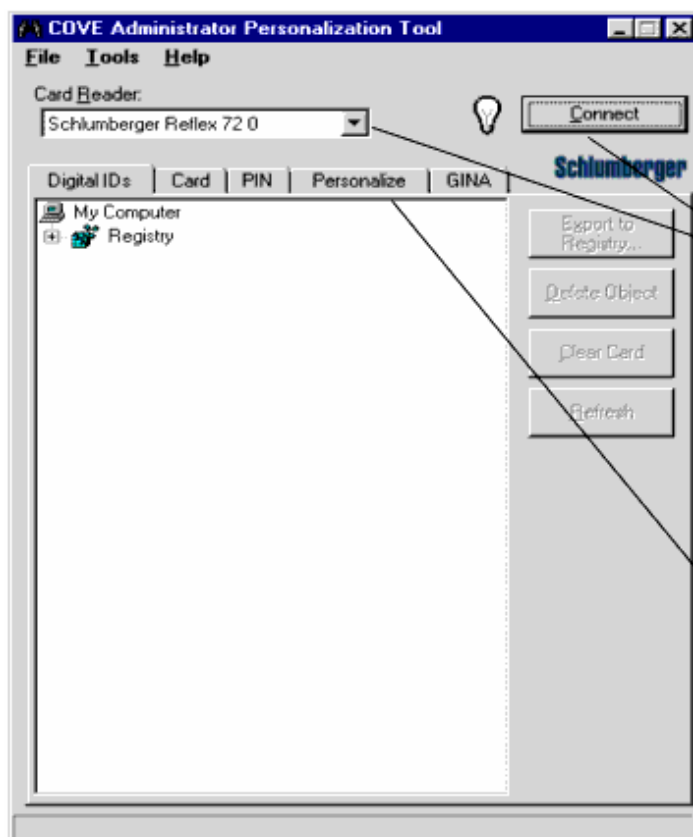 COVE Administrator Personalization Tool
File Tools Help
Card Reader:
Schlumberger Reflex 72 0
Connect
Schlumberger
Digital IDs Card PIN Personalize GINA
My Computer
Registry
Export to
Registry...
Delete Object
Clear Card
Refresh